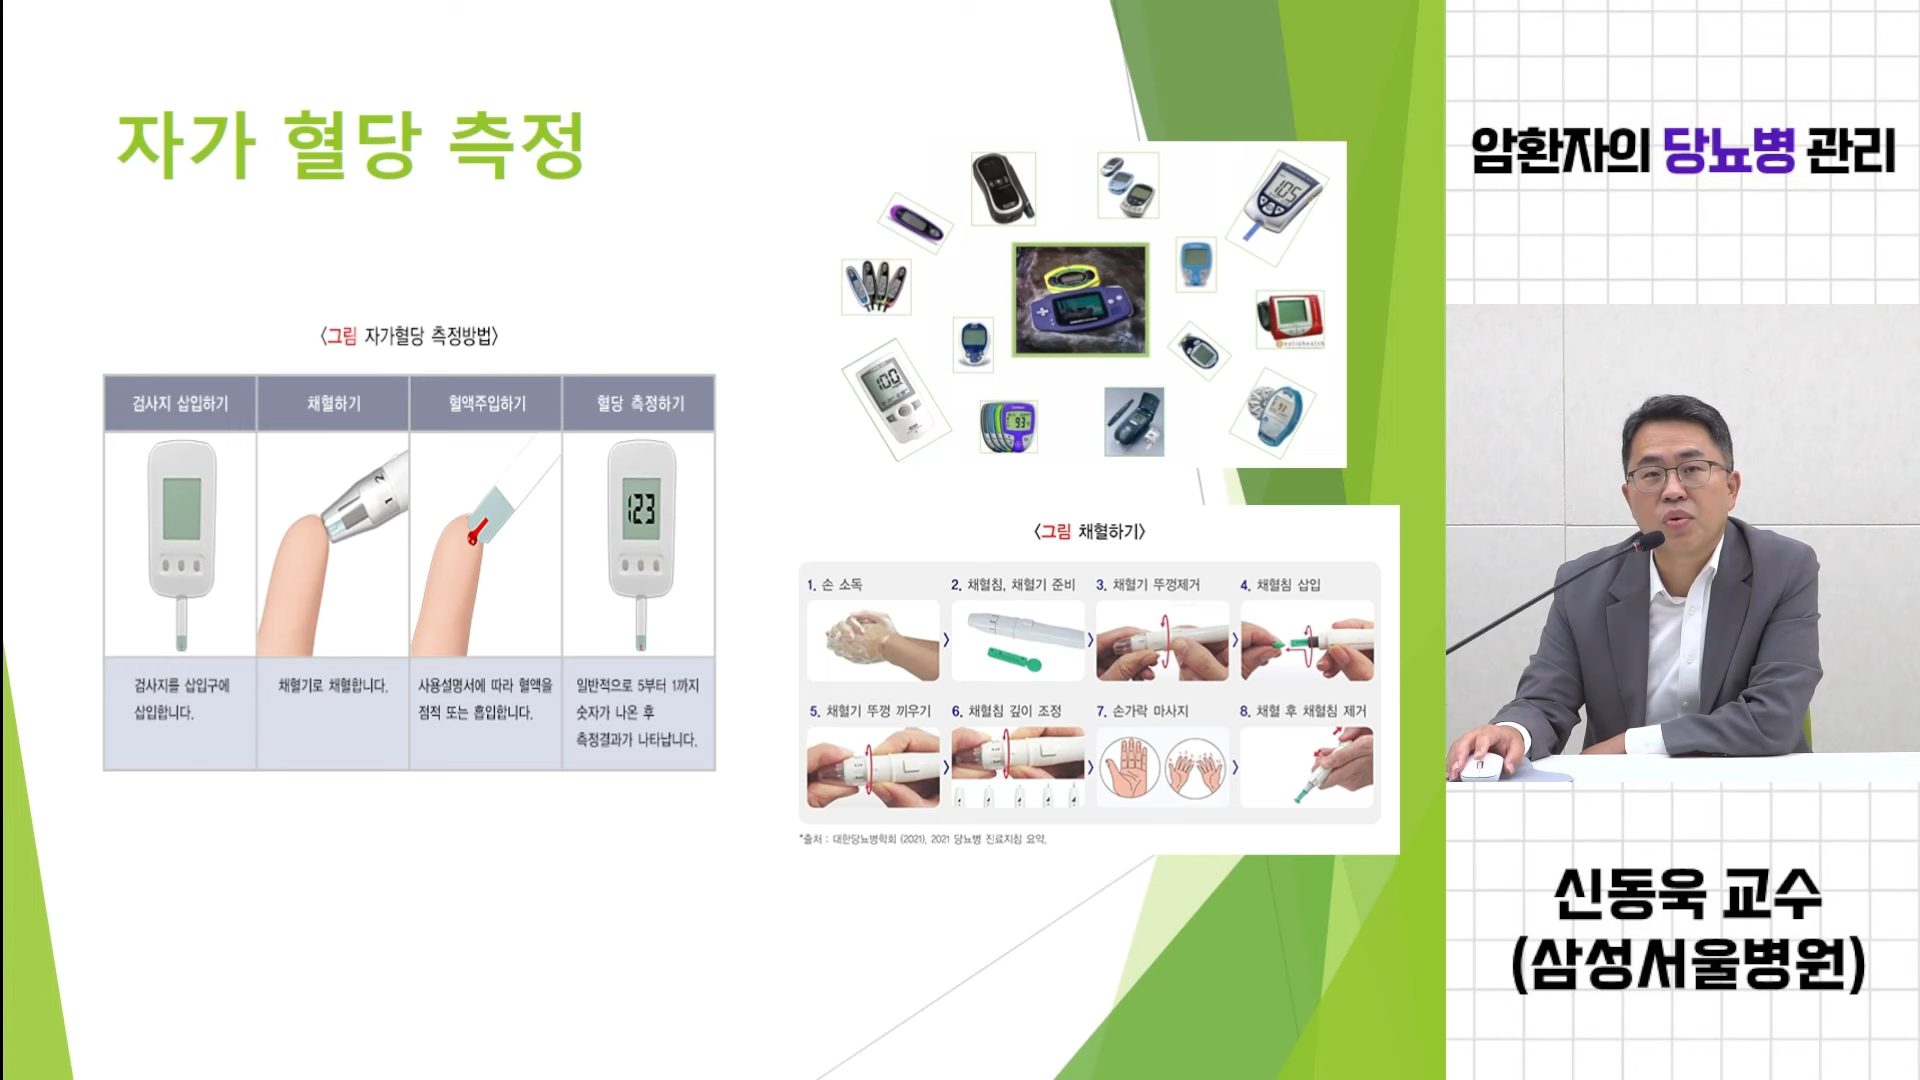 자가 혈당 측정
<그림 자가혈당 측정방법>
검사지 삽입하기
채혈하기
혈액주입하기
혈당 측정하기
2
1
123
검사지를 삽입구에
삽입합니다.
채혈기로 채혈합니다.
사용설명서에 따라 혈액을
점적 또는 흡입합니다.
일반적으로 5부터 1까지
숫자가 나온 후
측정결과가 나타납니다.
105
100
93
<그림 채혈하기>
1. 손 소독
2. 채혈침, 채혈기 준비
3. 채혈기 뚜껑제거
4. 채혈침 삽입
5. 채혈기 뚜껑 끼우기
6. 채혈침 깊이 조정
7. 손가락 마사지
8. 채혈 후 채혈침 제거
*출처 : 대한당뇨병학회 (2021). 2021 당뇨병 진료지침 요약.
암환자의 당뇨병 관리
신동욱 교수
(삼성서울병원)